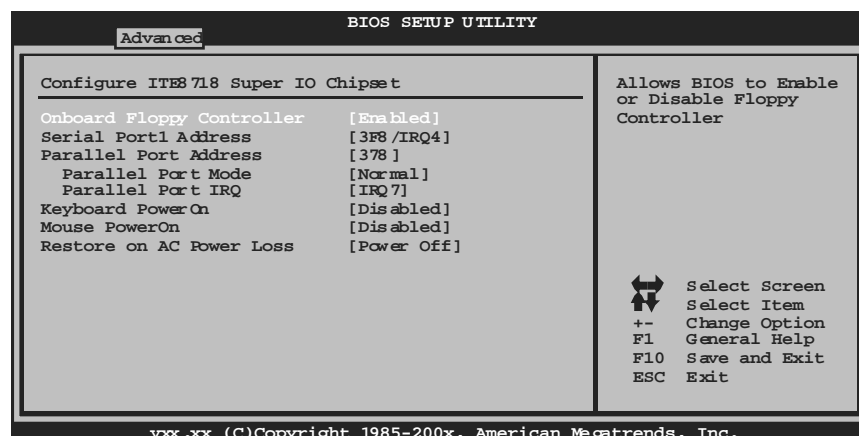 BIOS SETUP UTILITY
Advanced
Configure ITE8718 Super IO Chipset
Onboard Floppy Controller [Enabled]
Serial Port1 Address [3F8/IRQ4]
Parallel Port Address [378]
Parallel Port Mode [Normal]
Parallel Port IRQ [IRQ7]
Keyboard PowerOn [Disabled]
Mouse PowerOn [Disabled]
Restore on AC Power Loss [Power Off]
Allows BIOS to Enable
or Disable Floppy
Controller
Select Screen
Select Item
+- Change Option
F1 General Help
F10 Save and Exit
ESC Exit
vxx.xx (C)Copyright 1985-200x, American Megatrends, Inc.